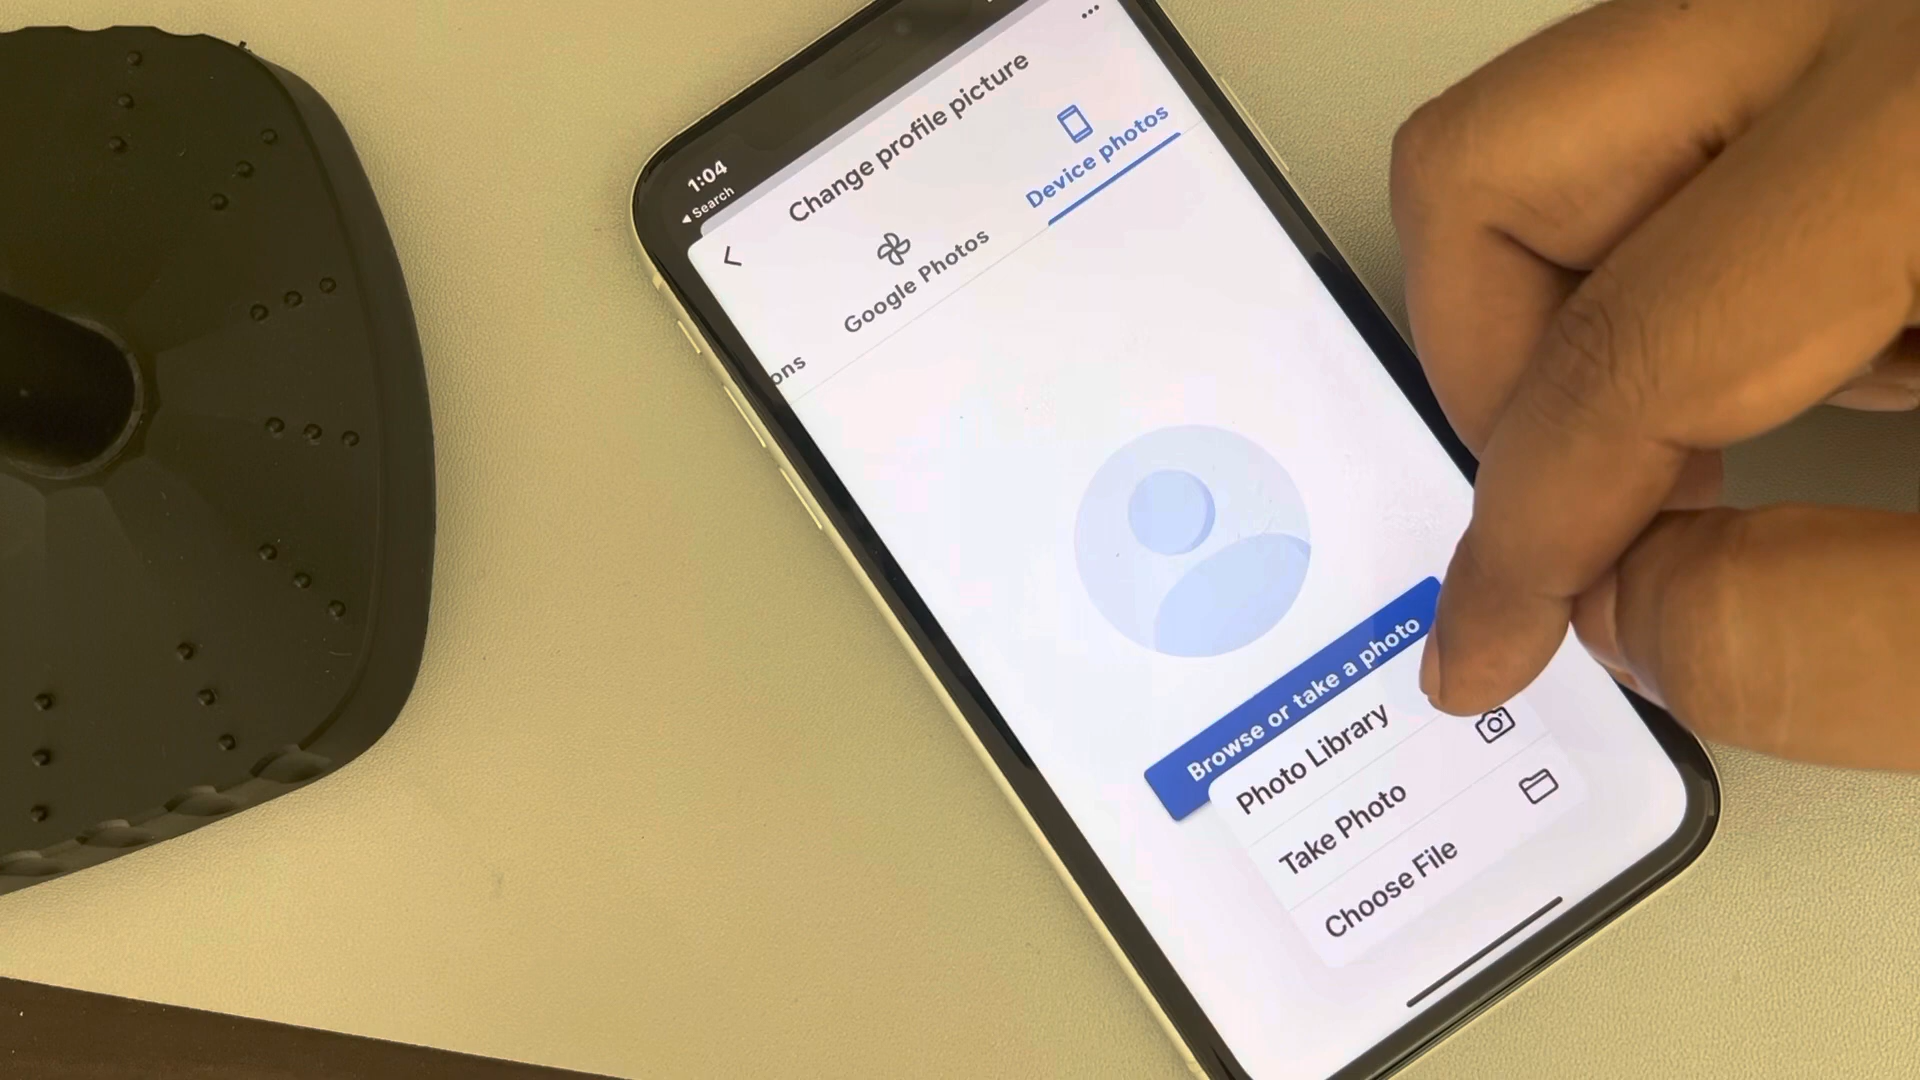 1:04
◀ Search
Change profile picture
ons
Google Photos
Device photos
Browse or take a photo
Photo Library
Take Photo
Choose File